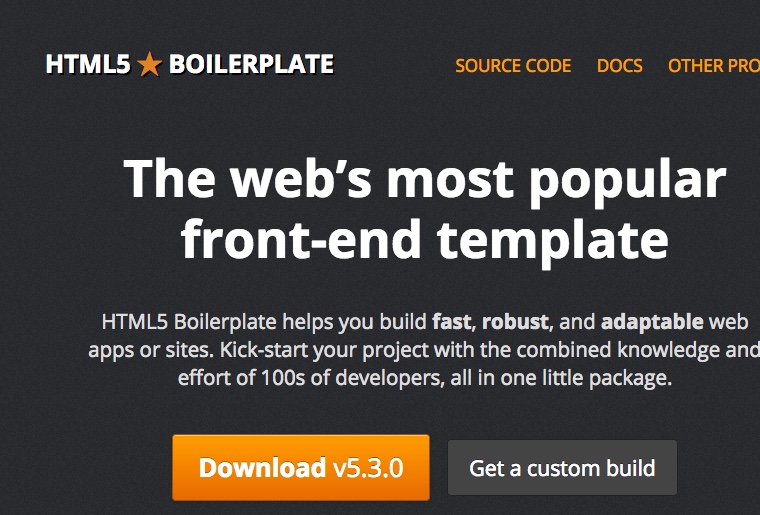 HTML5 ★ BOILERPLATE
SOURCE CODE DOCS OTHER PRO
The web’s most popular
front-end template
HTML5 Boilerplate helps you build fast, robust, and adaptable web
apps or sites. Kick-start your project with the combined knowledge and
effort of 100s of developers, all in one little package.
Download v5.3.0
Get a custom build